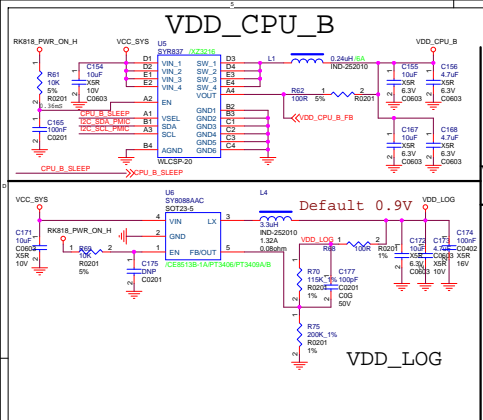 VDD_CPU_B
RK818_PWR_ON_H
VCC_SYS
U5
SYR837 /XZ3216
L1
0.24uH/6A
IND-252010
VDD_CPU_B
D1 VIN_1 SW_1 D3
D2 VIN_2 SW_2 D4
E1 VIN_3 SW_3 E3
E2 VIN_4 SW_4 E4
VOUT A4
A2 EN
CPU_B_SLEEP A1 VSEL
I2C_SDA_PMIC B1 SDA
I2C_SCL_PMIC A3 SCL
B4 AGND
GND1 B2
GND2 B3
GND3 C1
GND4 C2
GND5 C3
GND6 C4
WLCSP-20
R61
10K
5%
R0201
0.36mS
C154
10uF
X5R
10V
C0603
C165
100nF
C0201
R62
100R 5% R0201
VDD_CPU_B_FB
C155
10uF
X5R
6.3V
C0603
C156
4.7uF
X5R
6.3V
C0603
C167
10uF
X5R
6.3V
C0603
C168
4.7uF
X5R
6.3V
C0603
CPU_B_SLEEP
CPU_B_SLEEP
VCC_SYS
RK818_PWR_ON_H
U6
SY8088AAC
SOT23-5
4 VIN LX 3
2 GND
1 EN FB/OUT 5
/CE8513B-1A/PT3406/PT3409A/B
L4
3.3uH
IND-252010
1.32A
0.08ohm
Default 0.9V
VDD_LOG
C171
10uF
C0603
X5R
10V
R69
10K
R0201
5%
C175
DNP
C0201
VDD_LOG
R68
100R
R0201
1%
R70
115K_1%
R0201
1%
C177
100pF
C0201
C0G
50V
C172
10uF
X5R
6.3V
C0603
C173
4.7uF
C0603
X5R
10V
C174
100nF
C0402
X5R
16V
R75
200K_1%
R0201
1%
VDD_LOG